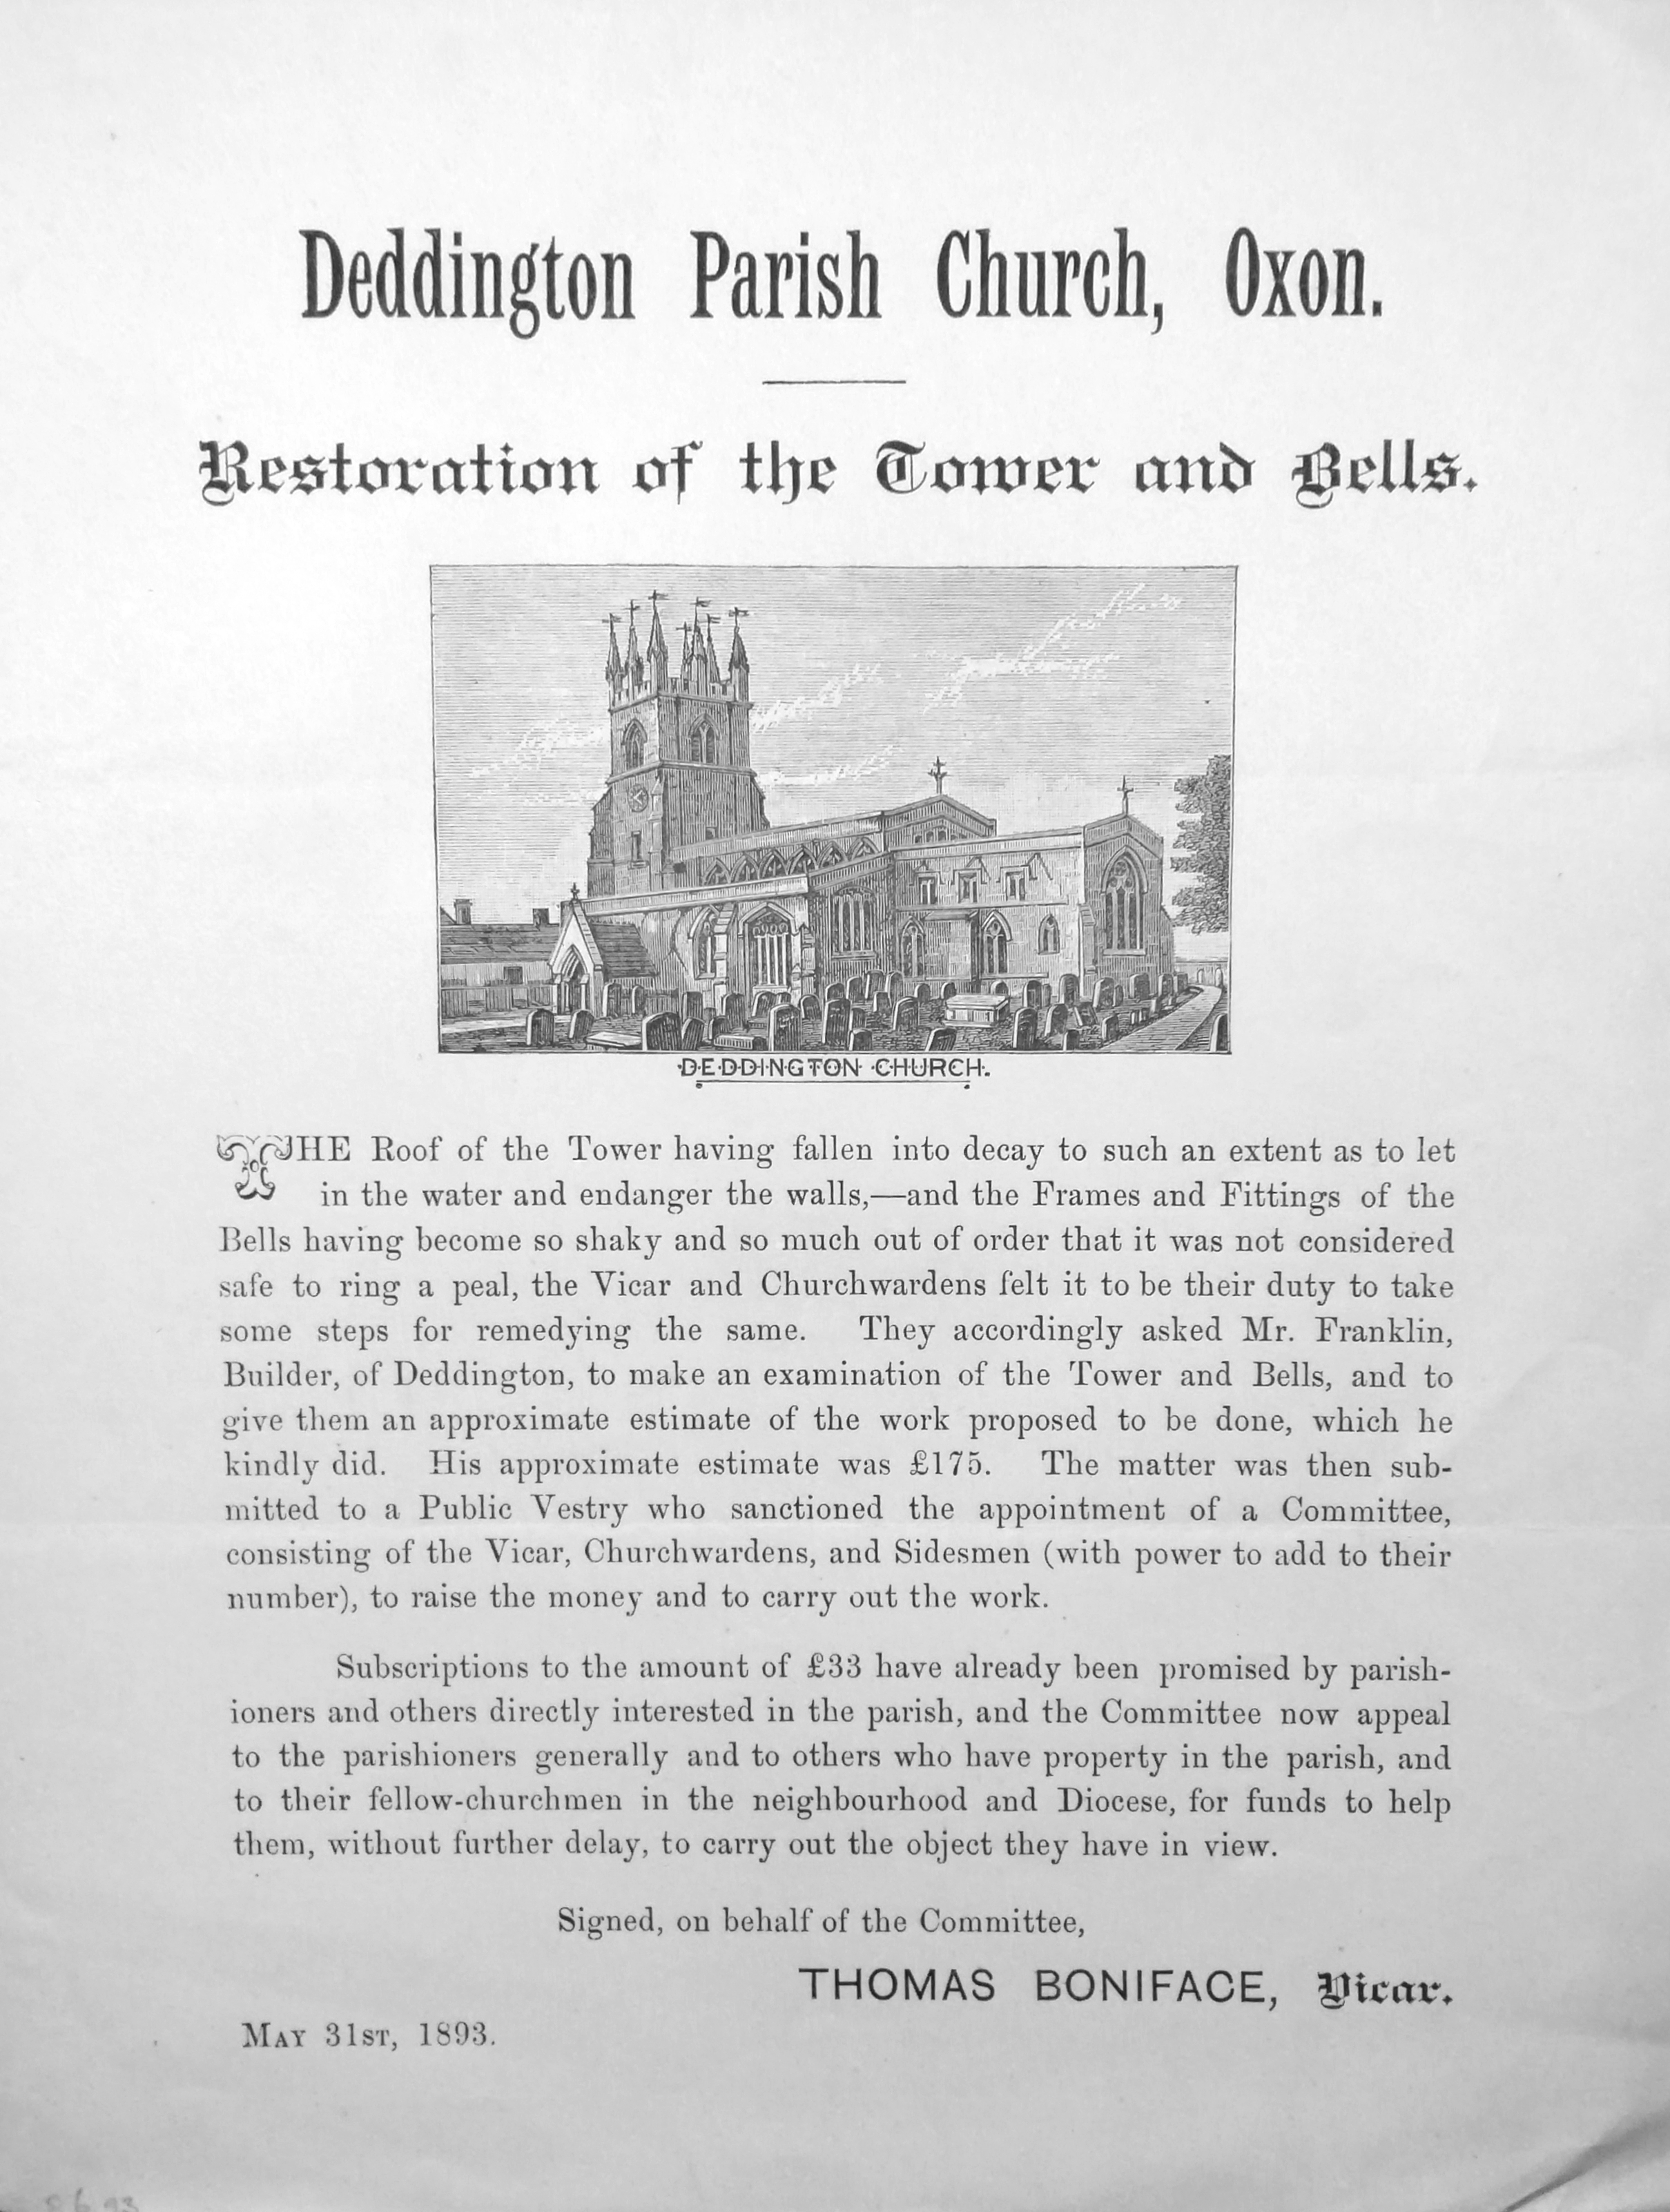 Deddington Parish Church, Oxon.
Restoration of the Tower and Bells.
DEDDINGTON CHURCH.
THE Roof of the Tower having fallen into decay to such an extent as to let
in the water and endanger the walls,—and the Frames and Fittings of the
Bells having become so shaky and so much out of order that it was not considered
safe to ring a peal, the Vicar and Churchwardens felt it to be their duty to take
some steps for remedying the same. They accordingly asked Mr. Franklin,
Builder, of Deddington, to make an examination of the Tower and Bells, and to
give them an approximate estimate of the work proposed to be done, which he
kindly did. His approximate estimate was £175. The matter was then sub-
mitted to a Public Vestry who sanctioned the appointment of a Committee,
consisting of the Vicar, Churchwardens, and Sidesmen (with power to add to their
number), to raise the money and to carry out the work.
Subscriptions to the amount of £33 have already been promised by parish-
ioners and others directly interested in the parish, and the Committee now appeal
to the parishioners generally and to others who have property in the parish, and
to their fellow-churchmen in the neighbourhood and Diocese, for funds to help
them, without further delay, to carry out the object they have in view.
Signed, on behalf of the Committee,
THOMAS BONIFACE, Vicar.
MAY 31ST, 1893.